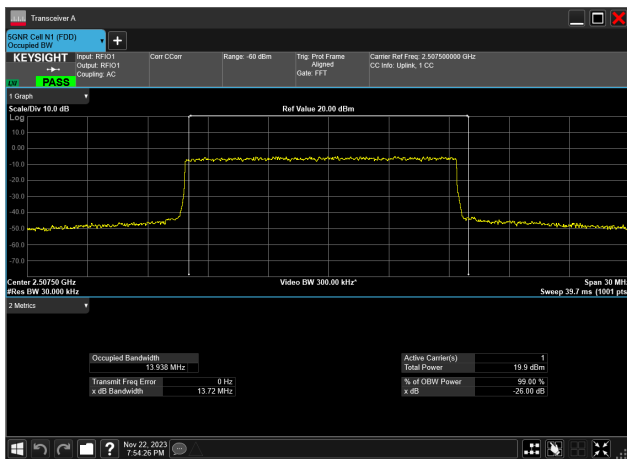 Transceiver A
5GNR Cell N1 (FDD)
Occupied BW
KEYSIGHT
LV PASS
Input: RFIO1
Output: RFIO1
Coupling: AC
Corr CCorr
Range: -60 dBm
Trig: Prot Frame
Aligned
Gate: FFT
Carrier Ref Freq: 2.507500000 GHz
CC Info: Uplink, 1 CC
1 Graph
Scale/Div 10.0 dB
Ref Value 20.00 dBm
Log
10.0
0.00
-10.0
-20.0
-30.0
-40.0
-50.0
-60.0
-70.0
Center 2.50750 GHz
Video BW 300.00 kHz*
Span 30 MH
#Res BW 30.000 kHz
Sweep 39.7 ms (1001 pts
2 Metrics
Occupied Bandwidth
13.938 MHz
Active Carrier(s) 1
Total Power 19.9 dBm
Transmit Freq Error 0 Hz
x dB Bandwidth 13.72 MHz
% of OBW Power 99.00 %
x dB -26.00 dB
Nov 22, 2023
7:54:26 PM